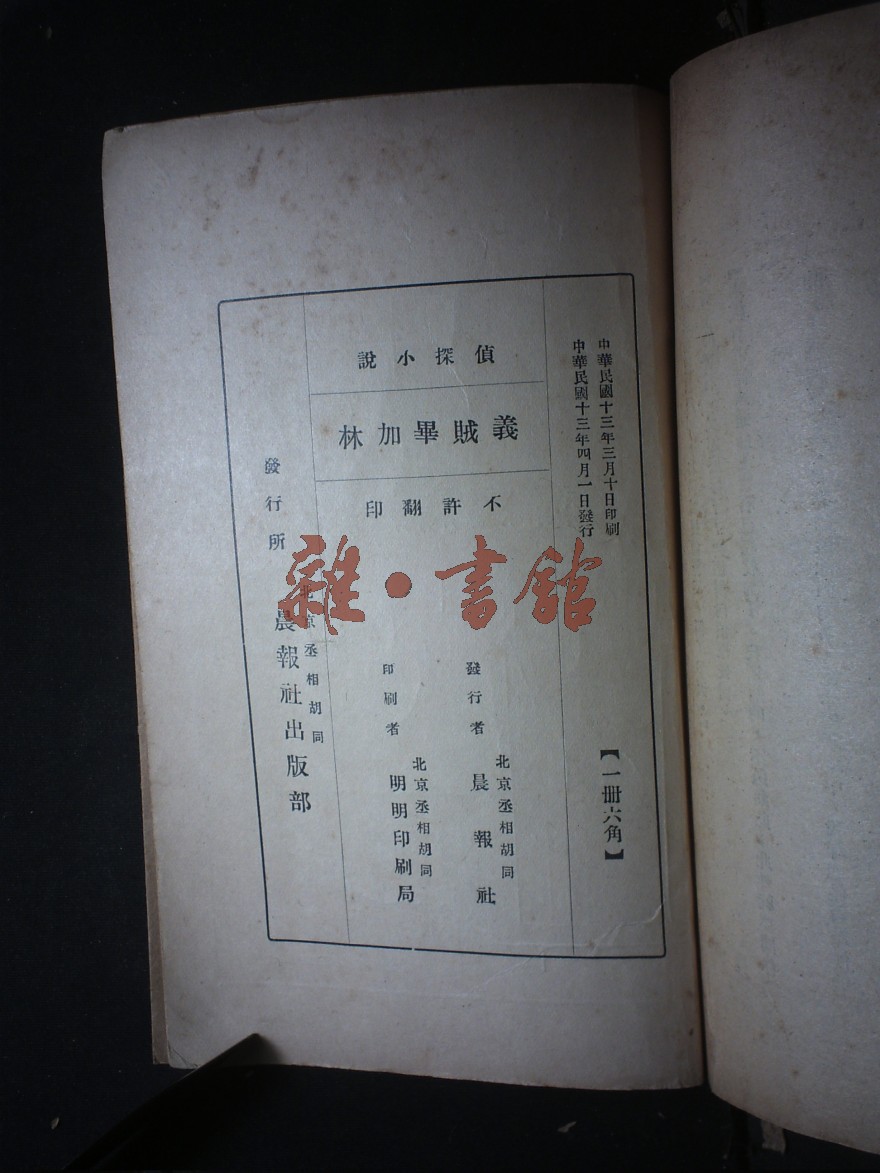 中華民國十三年三月十日印刷
中華民國十三年四月一日發行
【一冊六角】
偵探小說
義賊畢加林
不許翻印
發行者
北京丞相胡同
晨報社
印刷者
北京丞相胡同
明明印刷局
發行所
北京丞相胡同
晨報社出版部
雜·書館